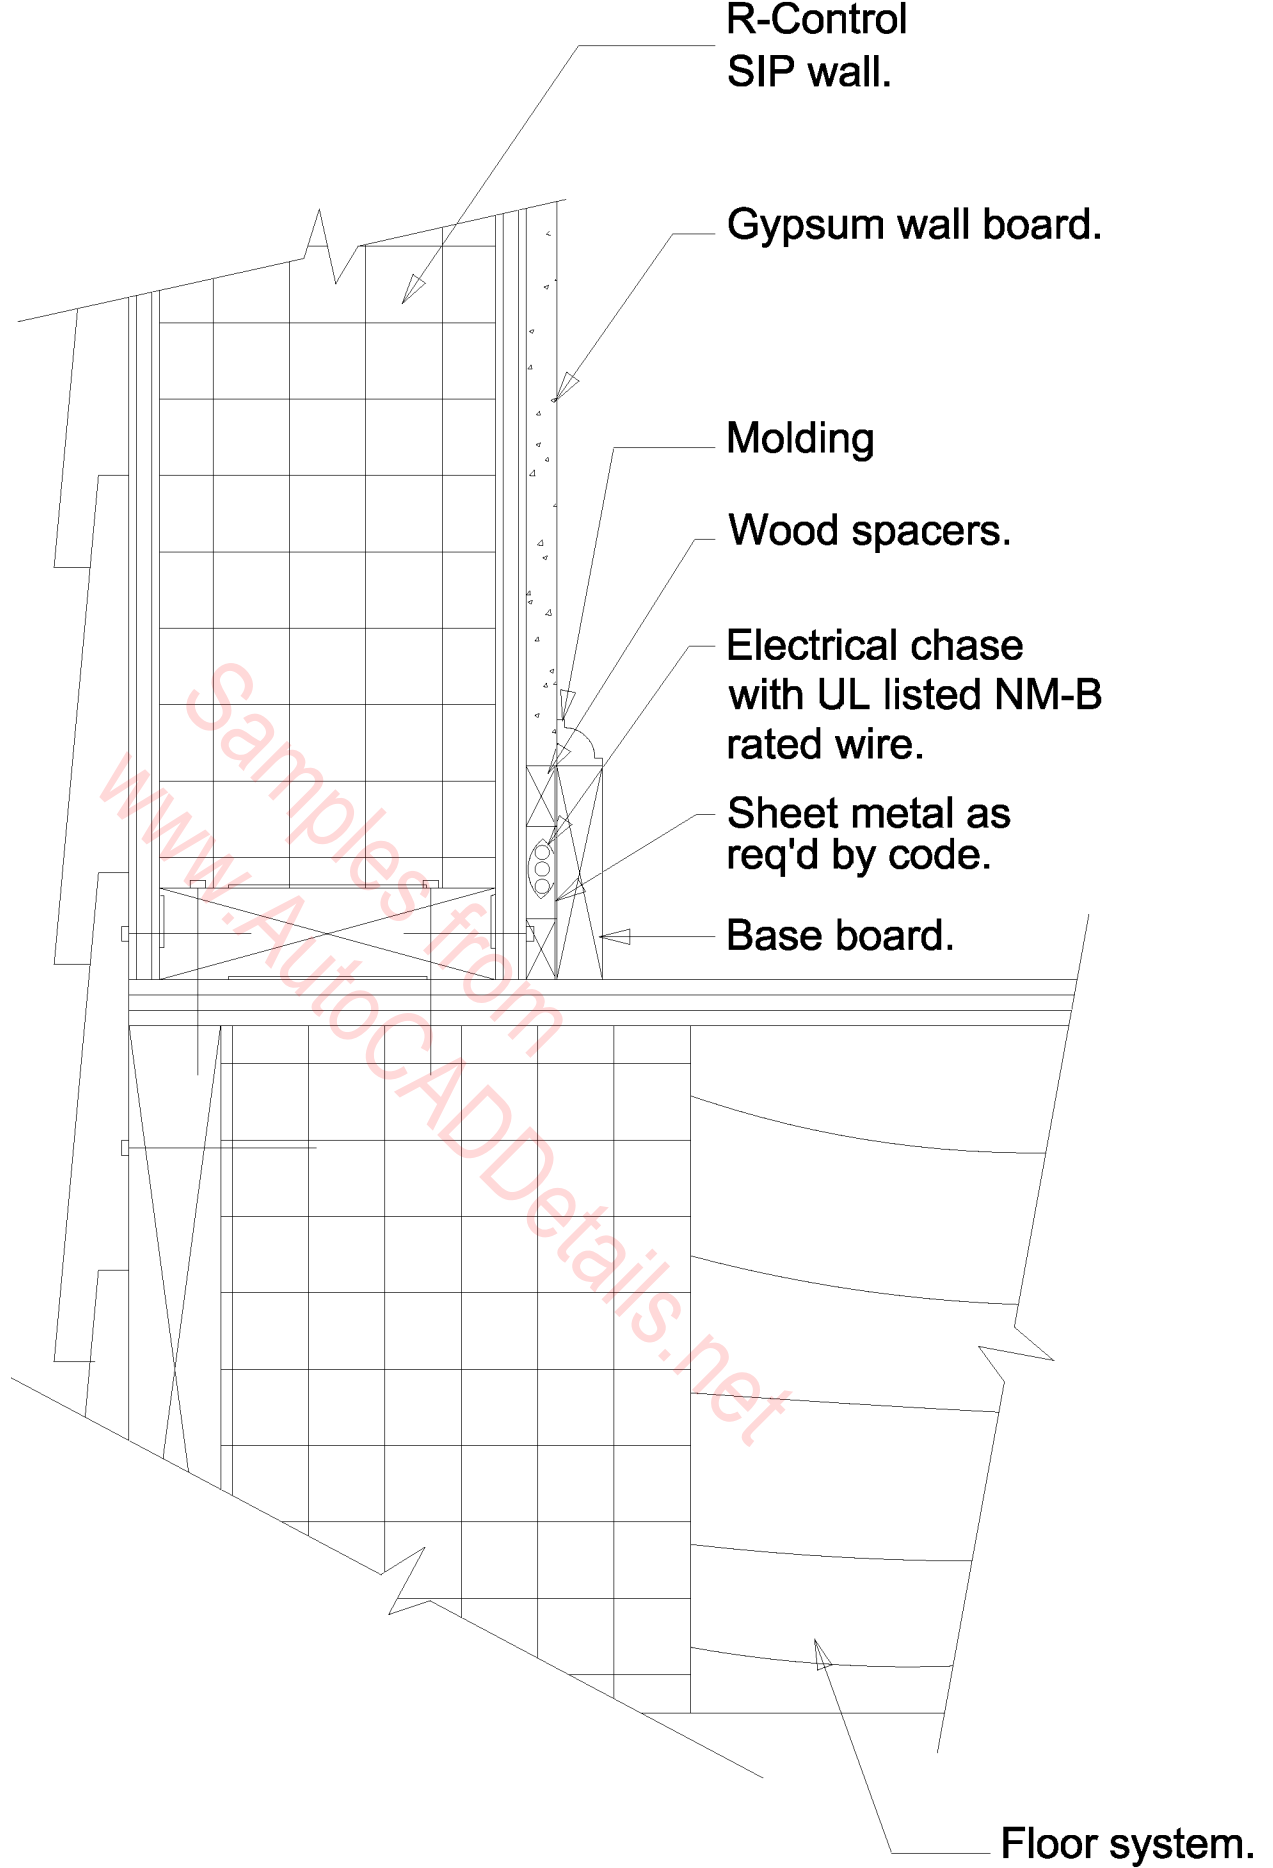 R-Control
SIP wall.
Gypsum wall board.
Molding
Wood spacers.
Electrical chase
with UL listed NM-B
rated wire.
Sheet metal as
req'd by code.
Base board.
Samples from
www.AutoCADDetails.net
Floor system.